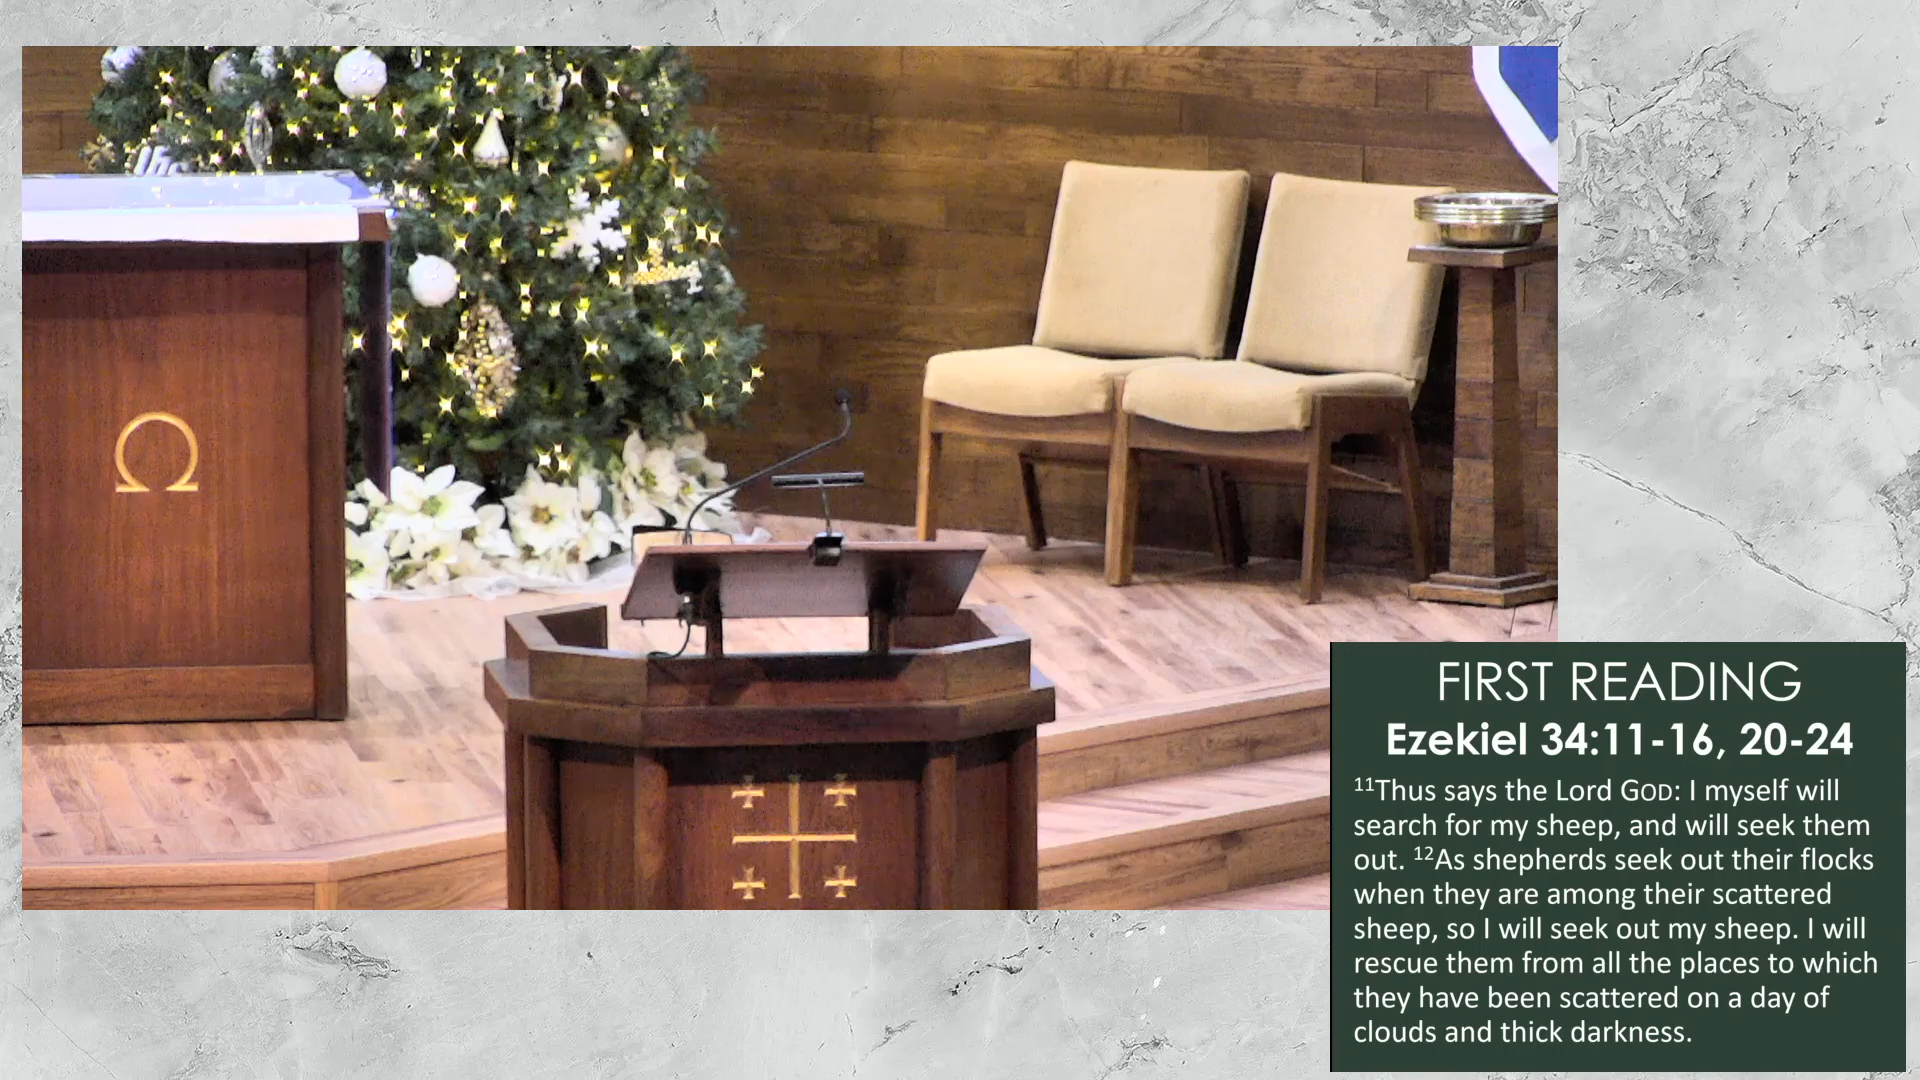 Ω
FIRST READING
Ezekiel 34:11-16, 20-24
¹¹Thus says the Lord GOD: I myself will
search for my sheep, and will seek them
out. ¹²As shepherds seek out their flocks
when they are among their scattered
sheep, so I will seek out my sheep. I will
rescue them from all the places to which
they have been scattered on a day of
clouds and thick darkness.